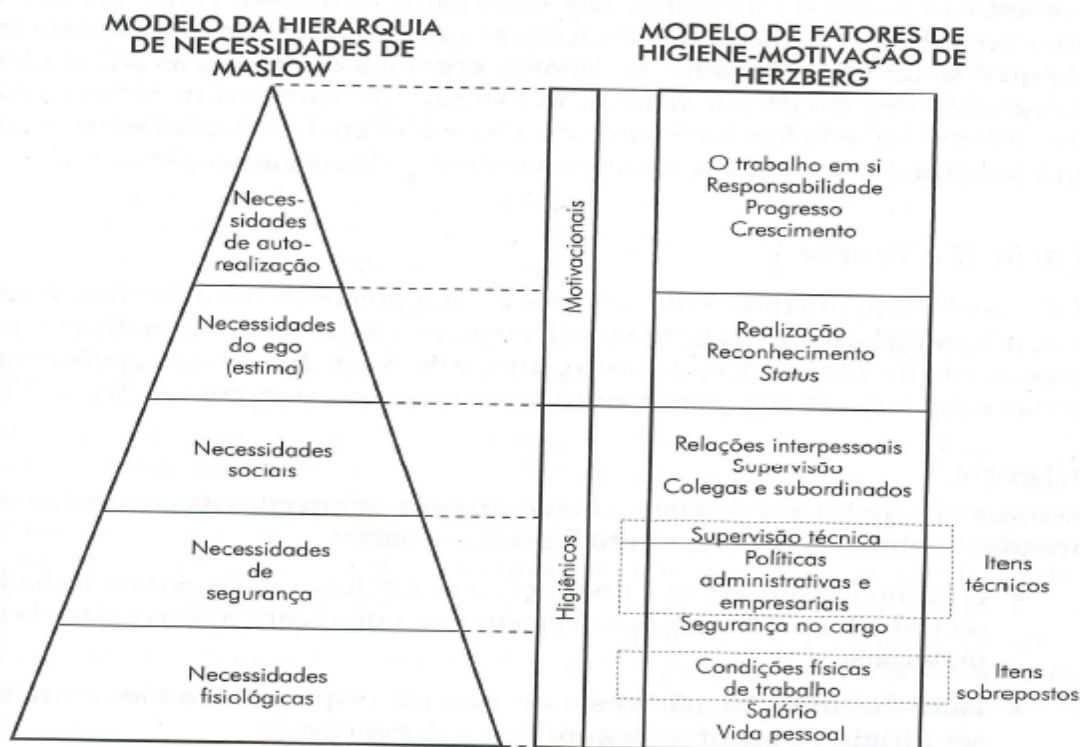 MODELO DA HIERARQUIA
DE NECESSIDADES DE
MASLOW
Neces-
sidades
de auto-
realização
Necessidades
do ego
(estima)
Necessidades
sociais
Necessidades
de
segurança
Necessidades
fisiológicas
Motivacionais
Higiênicos
MODELO DE FATORES DE
HIGIENE-MOTIVAÇÃO DE
HERZBERG
O trabalho em si
Responsabilidade
Progresso
Crescimento
Realização
Reconhecimento
Status
Relações interpessoais
Supervisão
Colegas e subordinados
Supervisão técnica
Políticas
administrativas e
empresariais
Segurança no cargo
Itens
técnicos
Condições físicas
de trabalho
Salário
Vida pessoal
Itens
sobrepostos